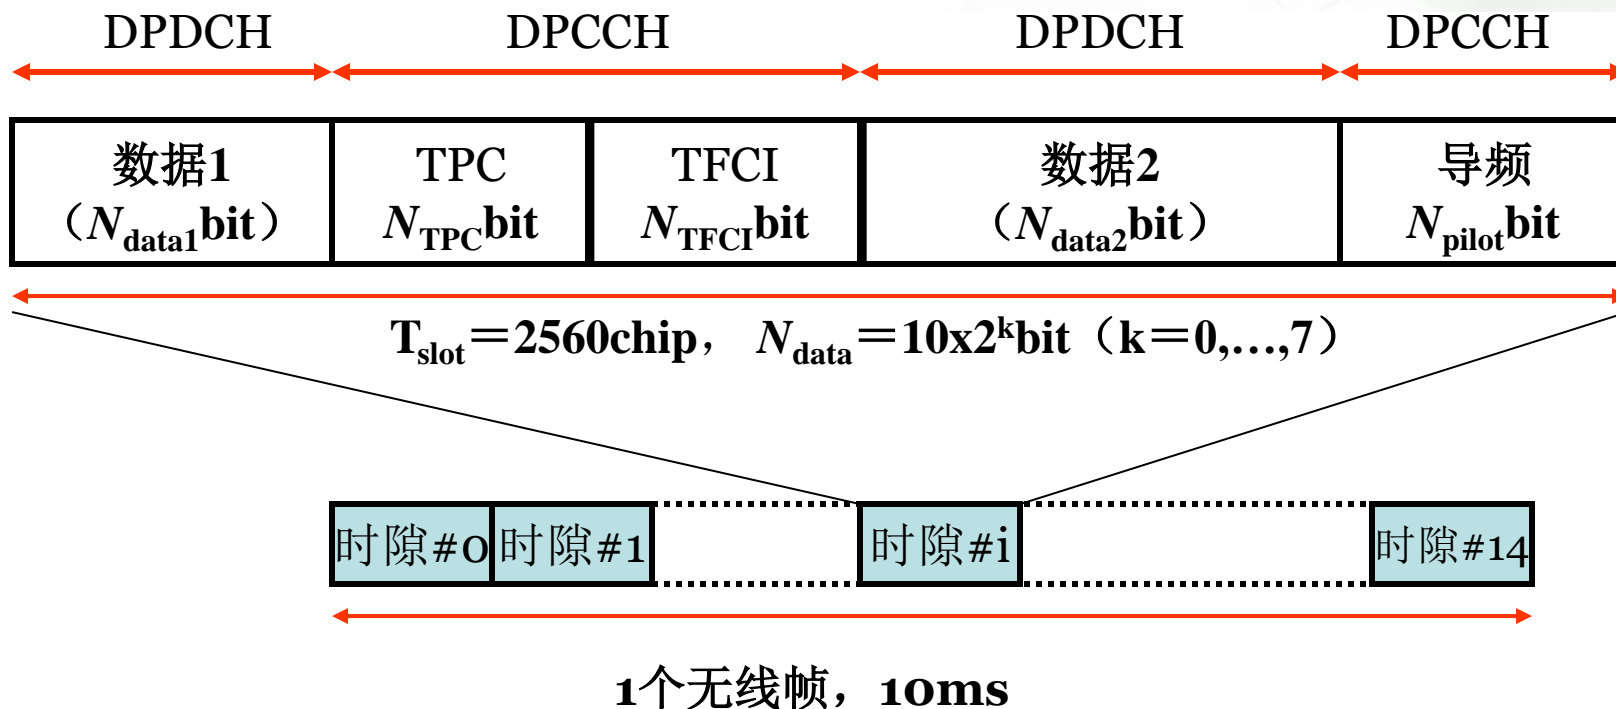 DPDCH DPCCH DPDCH DPCCH
数据1 TPC TFCI 数据2 导频
（Ndata1bit） NTPCbit NTFCIbit （Ndata2bit） Npilotbit
Tslot＝2560chip， Ndata＝10x2kbit（k＝0,…,7）
时隙#0 时隙#1 时隙#i 时隙#14
1个无线帧，10ms